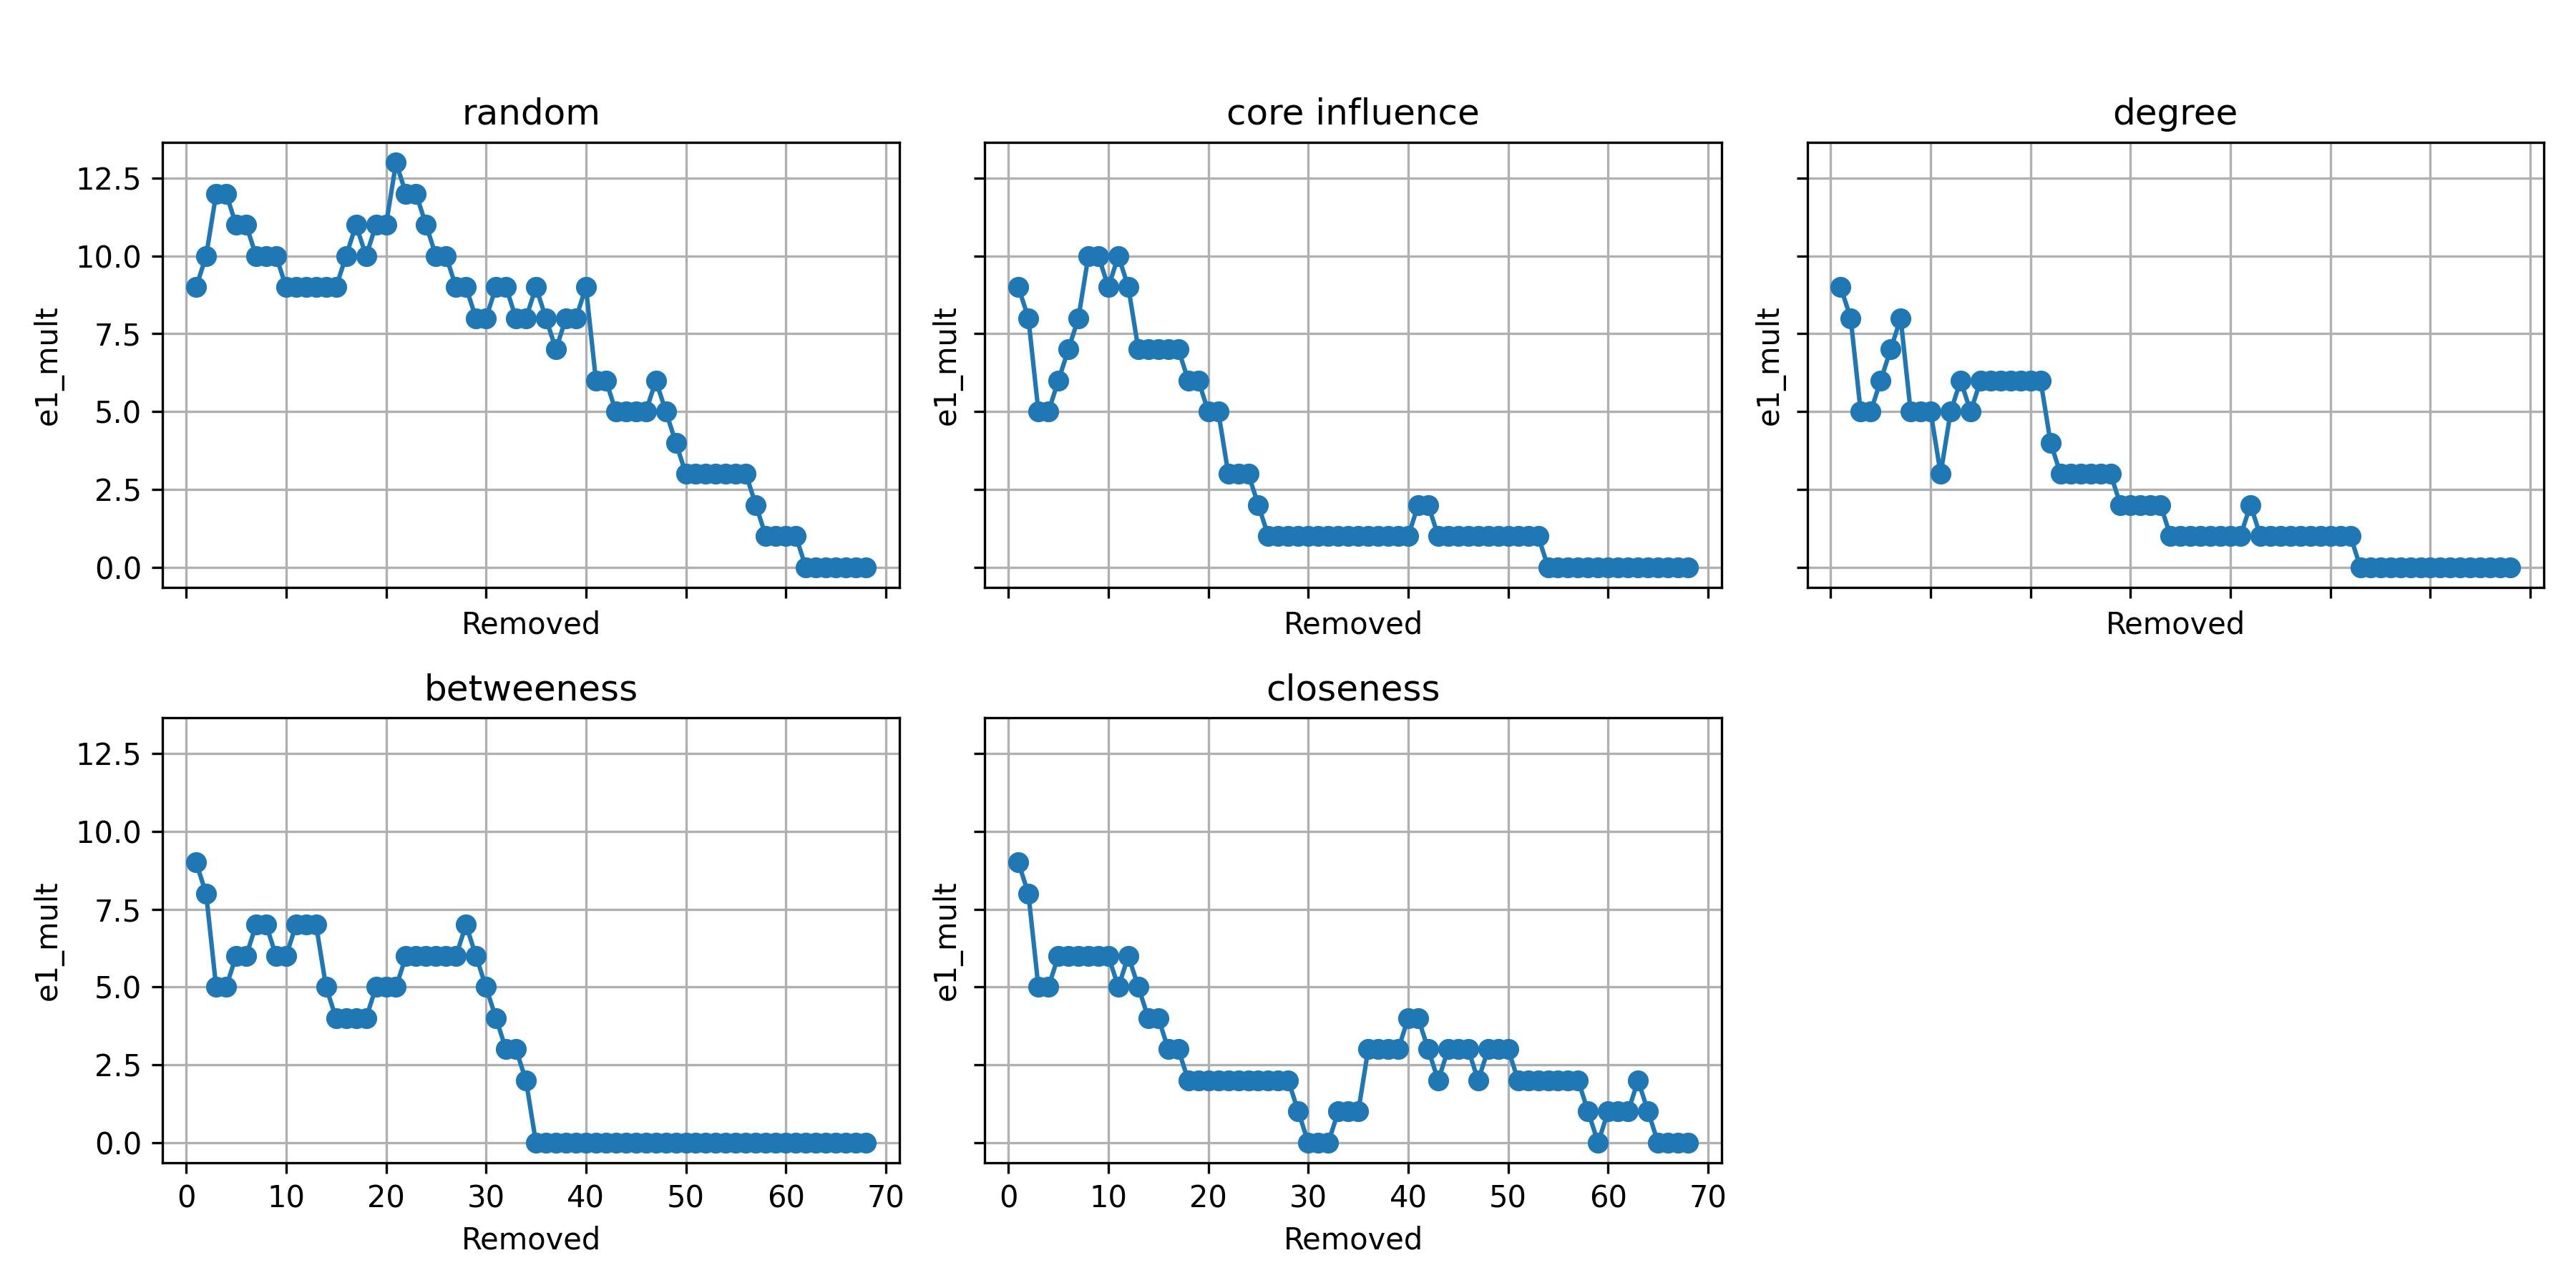 random
core influence
degree
12.5
10.0
7.5
5.0
2.5
0.0
e1_mult
e1_mult
e1_mult
Removed
Removed
Removed
betweeness
closeness
12.5
10.0
7.5
5.0
2.5
0.0
e1_mult
e1_mult
0 10 20 30 40 50 60 70
0 10 20 30 40 50 60 70
Removed
Removed